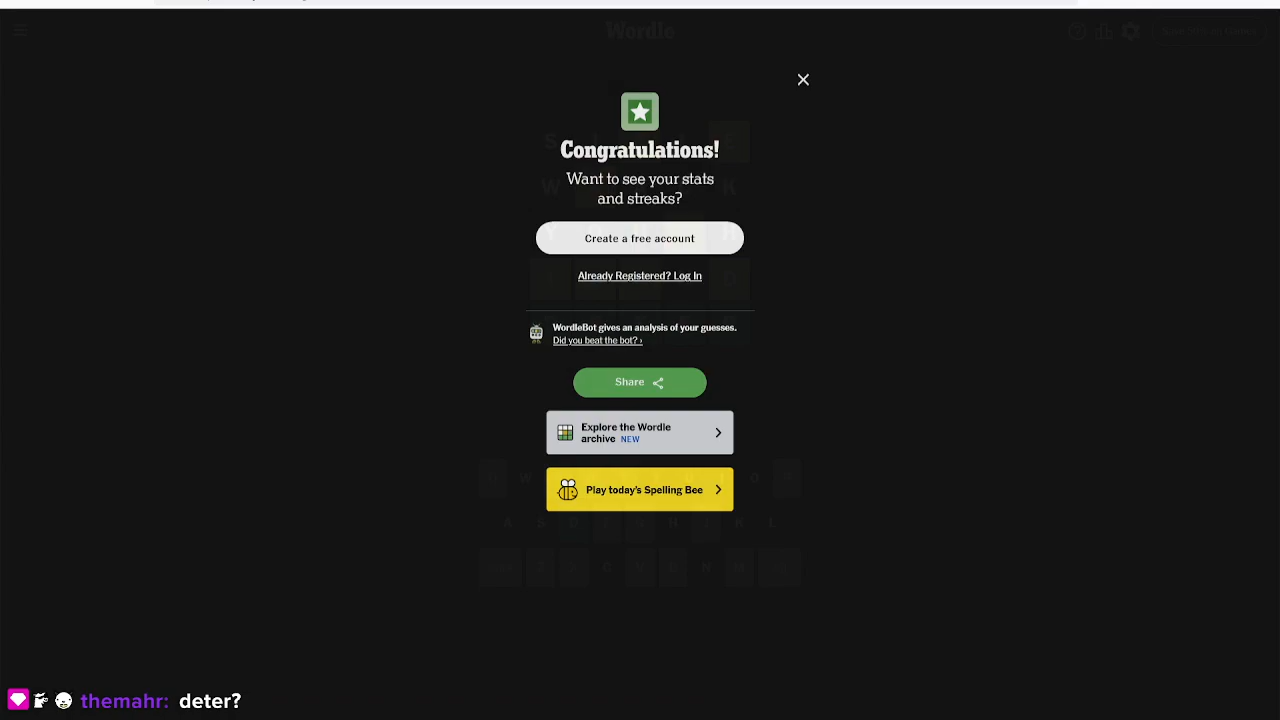 Wordle
Congratulations!
Want to see your stats
and streaks?
Create a free account
Already Registered? Log In
WordleBot gives an analysis of your guesses.
Did you beat the bot? ›
Share
Explore the Wordle
archive NEW
Play today's Spelling Bee
themahr: deter?